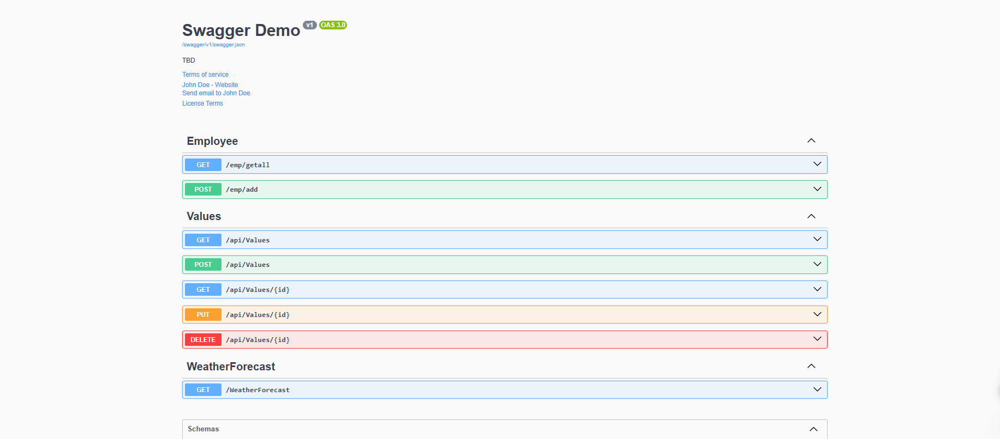 Swagger Demo v1 OAS 3.0
/swagger/v1/swagger.json
TBD
Terms of service
John Doe - Website
Send email to John Doe
License Terms
Employee
GET /emp/getall
POST /emp/add
Values
GET /api/Values
POST /api/Values
GET /api/Values/{id}
PUT /api/Values/{id}
DELETE /api/Values/{id}
WeatherForecast
GET /WeatherForecast
Schemas